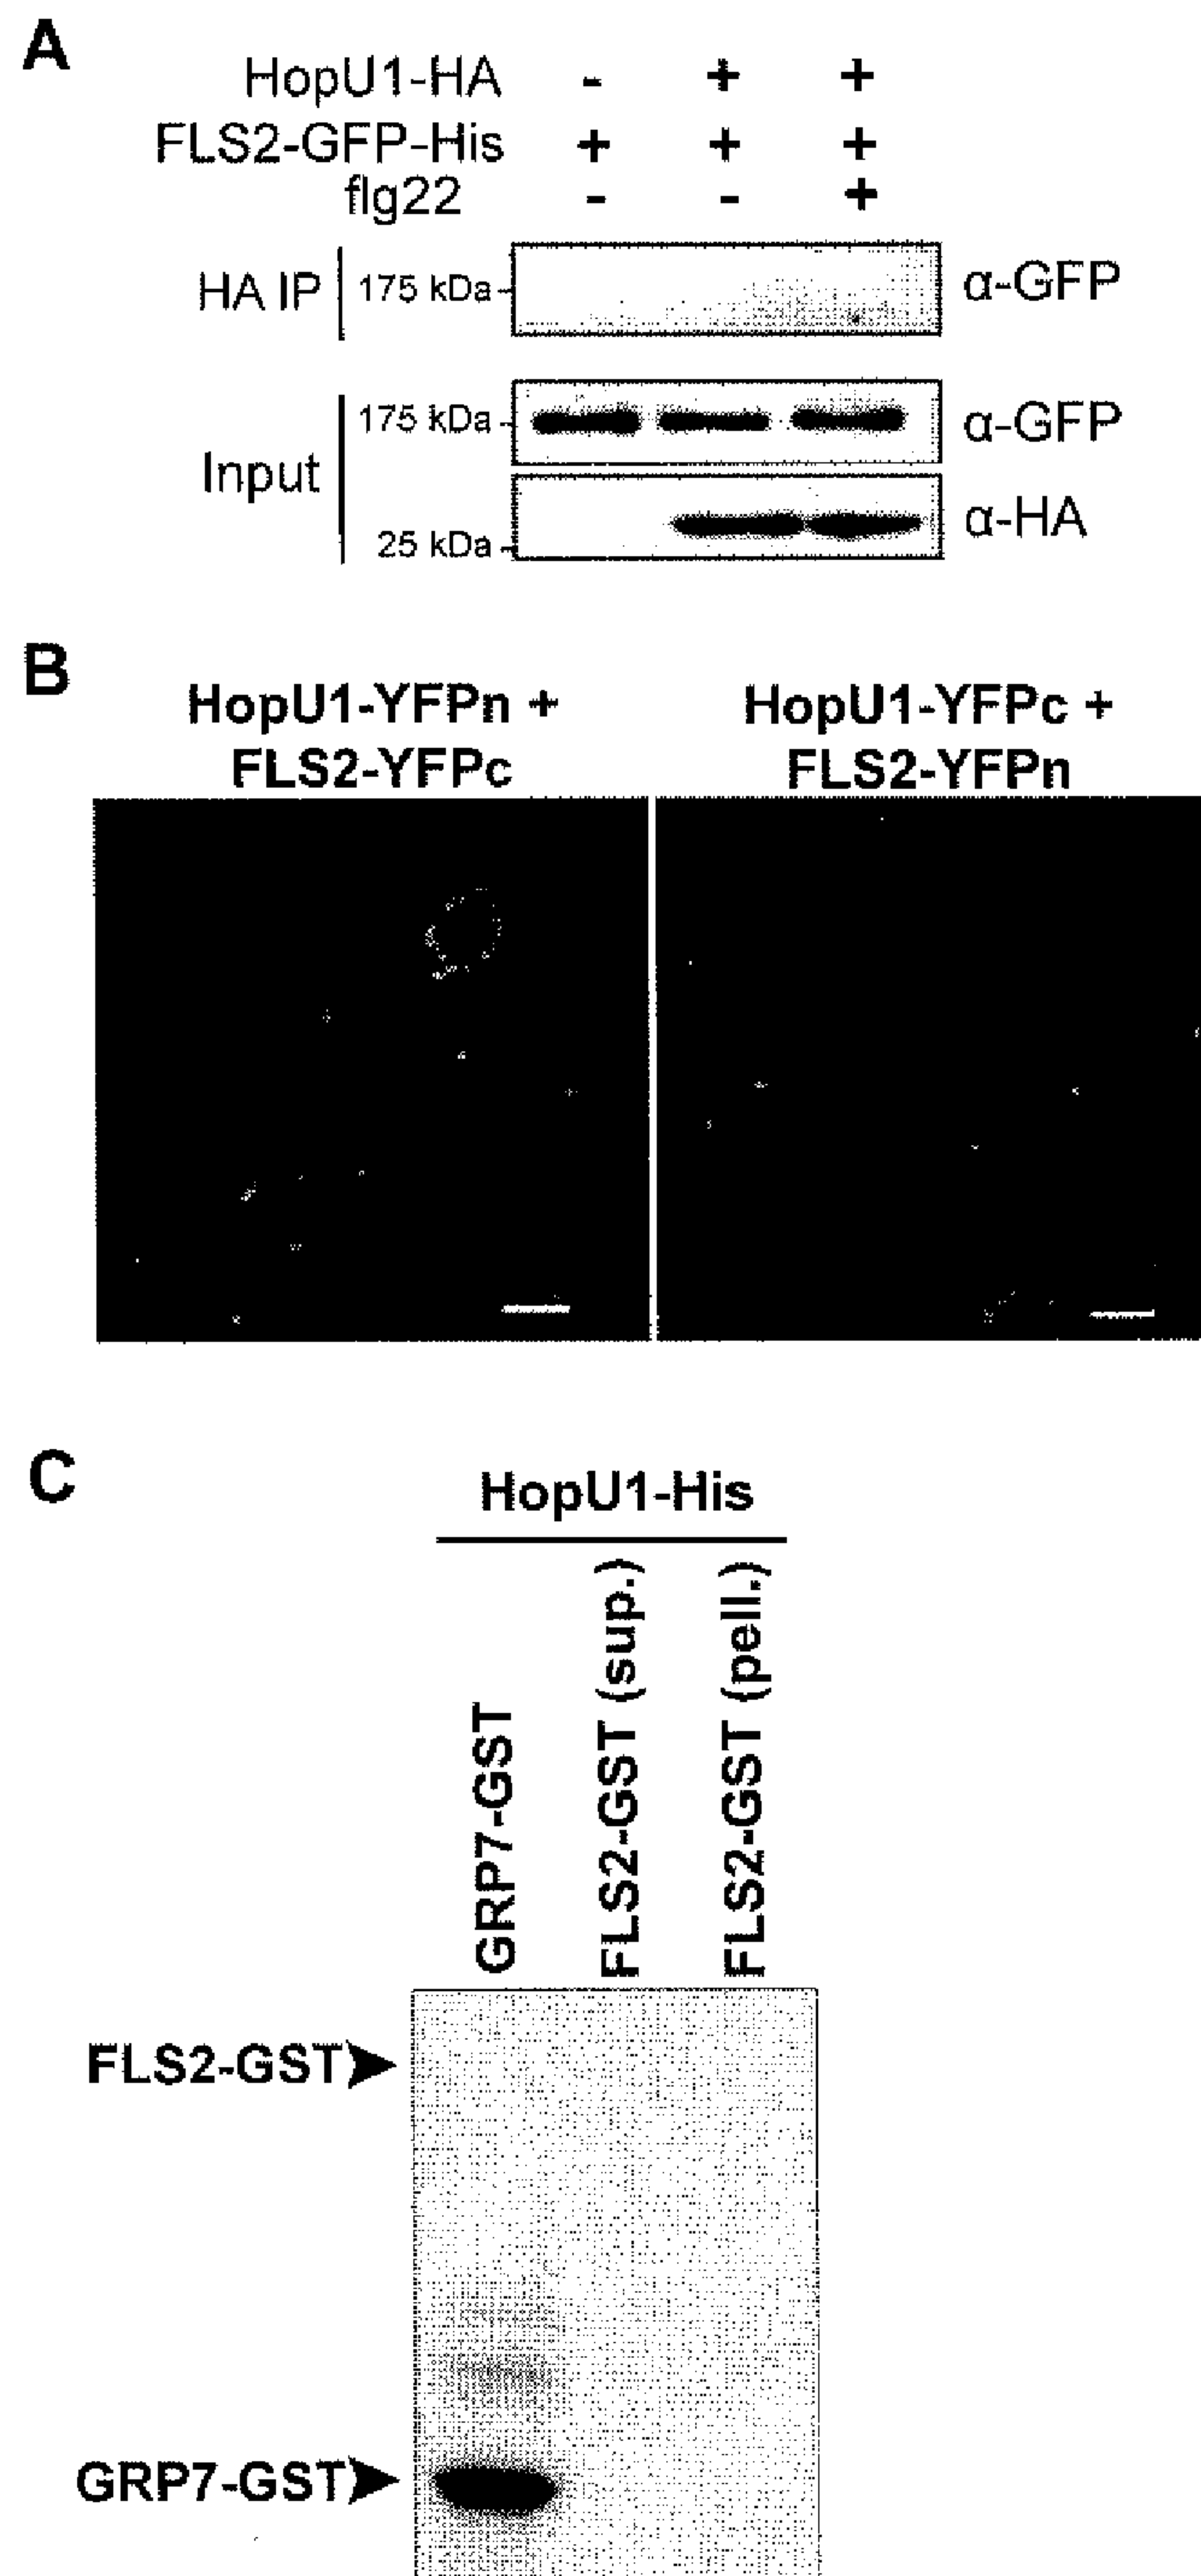 A
HopU1-HA - + +
FLS2-GFP-His + + +
flg22 - - +
HA IP 175 kDa α-GFP
Input 175 kDa α-GFP
25 kDa α-HA
B
HopU1-YFPn +
FLS2-YFPc
HopU1-YFPc +
FLS2-YFPn
C
HopU1-His
GRP7-GST
FLS2-GST (sup.)
FLS2-GST (pell.)
FLS2-GST
GRP7-GST